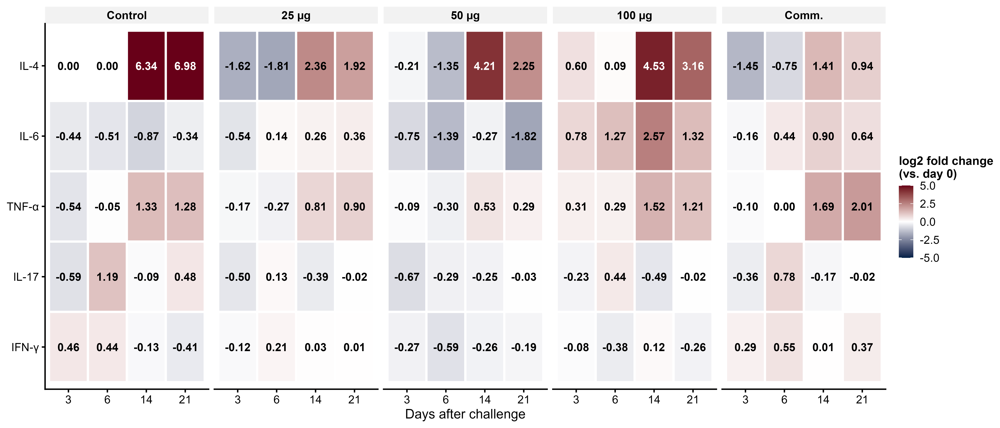 Control 25 µg 50 µg 100 µg Comm.
IL-4 0.00 0.00 6.34 6.98 -1.62 -1.81 2.36 1.92 -0.21 -1.35 4.21 2.25 0.60 0.09 4.53 3.16 -1.45 -0.75 1.41 0.94
IL-6 -0.44 -0.51 -0.87 -0.34 -0.54 0.14 0.26 0.36 -0.75 -1.39 -0.27 -1.82 0.78 1.27 2.57 1.32 -0.16 0.44 0.90 0.64
TNF-α -0.54 -0.05 1.33 1.28 -0.17 -0.27 0.81 0.90 -0.09 -0.30 0.53 0.29 0.31 0.29 1.52 1.21 -0.10 0.00 1.69 2.01
IL-17 -0.59 1.19 -0.09 0.48 -0.50 0.13 -0.39 -0.02 -0.67 -0.29 -0.25 -0.03 -0.23 0.44 -0.49 -0.02 -0.36 0.78 -0.17 -0.02
IFN-γ 0.46 0.44 -0.13 -0.41 -0.12 0.21 0.03 0.01 -0.27 -0.59 -0.26 -0.19 -0.08 -0.38 0.12 -0.26 0.29 0.55 0.01 0.37
3 6 14 21 3 6 14 21 3 6 14 21 3 6 14 21 3 6 14 21
Days after challenge
log2 fold change
(vs. day 0)
5.0
2.5
0.0
-2.5
-5.0